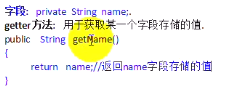 字段: private String name;.
getter方法: 用于获取某一个字段存储的值.
public String getName()
{
return name;//返回name字段存储的值